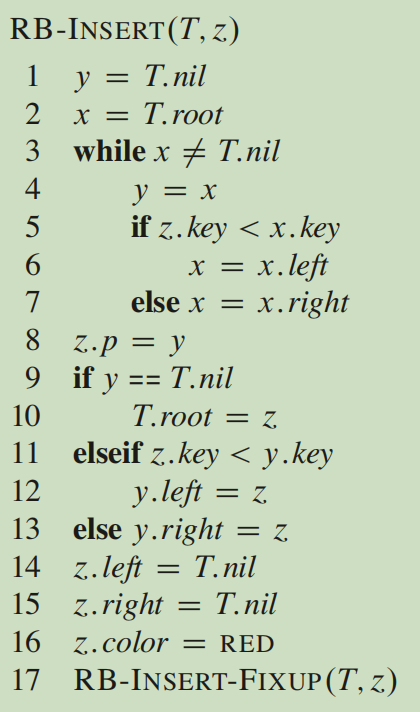 RB-INSERT(T, z)
1 y = T.nil
2 x = T.root
3 while x ≠ T.nil
4 y = x
5 if z.key < x.key
6 x = x.left
7 else x = x.right
8 z.p = y
9 if y == T.nil
10 T.root = z
11 elseif z.key < y.key
12 y.left = z
13 else y.right = z
14 z.left = T.nil
15 z.right = T.nil
16 z.color = RED
17 RB-INSERT-FIXUP(T, z)